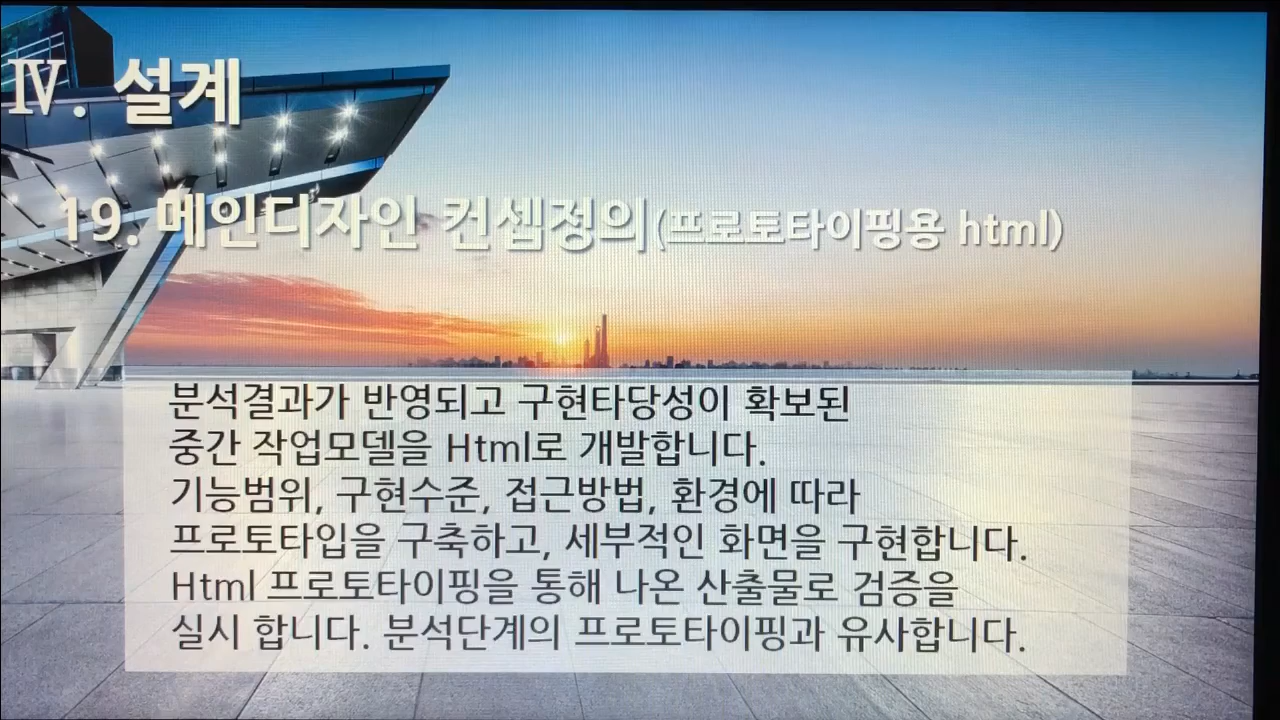 Ⅳ. 설계
19. 메인디자인 컨셉정의(프로토타이핑용 html)
분석결과가 반영되고 구현타당성이 확보된
중간 작업모델을 Html로 개발합니다.
기능범위, 구현수준, 접근방법, 환경에 따라
프로토타입을 구축하고, 세부적인 화면을 구현합니다.
Html 프로토타이핑을 통해 나온 산출물로 검증을
실시 합니다. 분석단계의 프로토타이핑과 유사합니다.